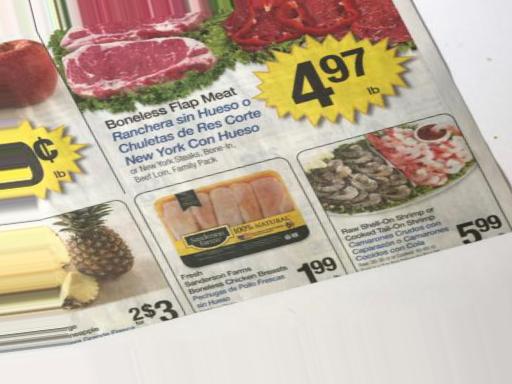 4 97
lb
Boneless Flap Meat
Ranchera sin Hueso o
Chuletas de Res Corte
New York Con Hueso
or New York Steaks, Bone-In,
Beef Loin, Family Pack
¢
lb
Sanderson Farms
100% NATURAL
Fresh
Sanderson Farms
Boneless Chicken Breasts
Pechugas de Pollo Frescas
sin Hueso
1 99
Raw Shell-On Shrimp or
Cooked Tail-On Shrimp
Camarones Crudos con
Caparazón o Camarones
Cocidos con Cola
5 99
2 $3
for